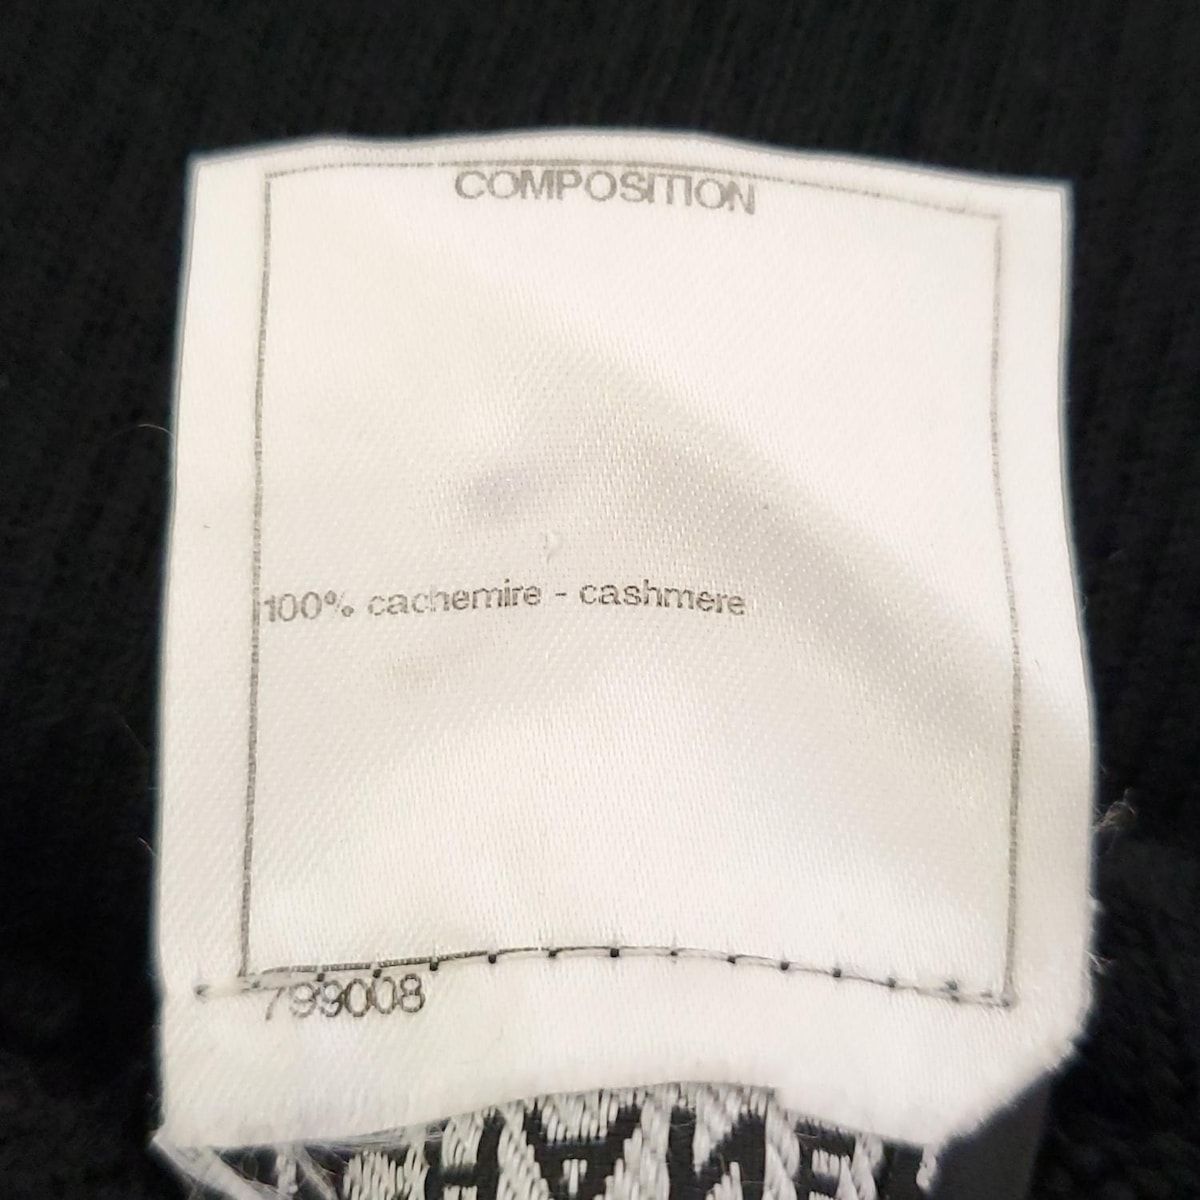 COMPOSITION
100% cachemire - cashmere
799008